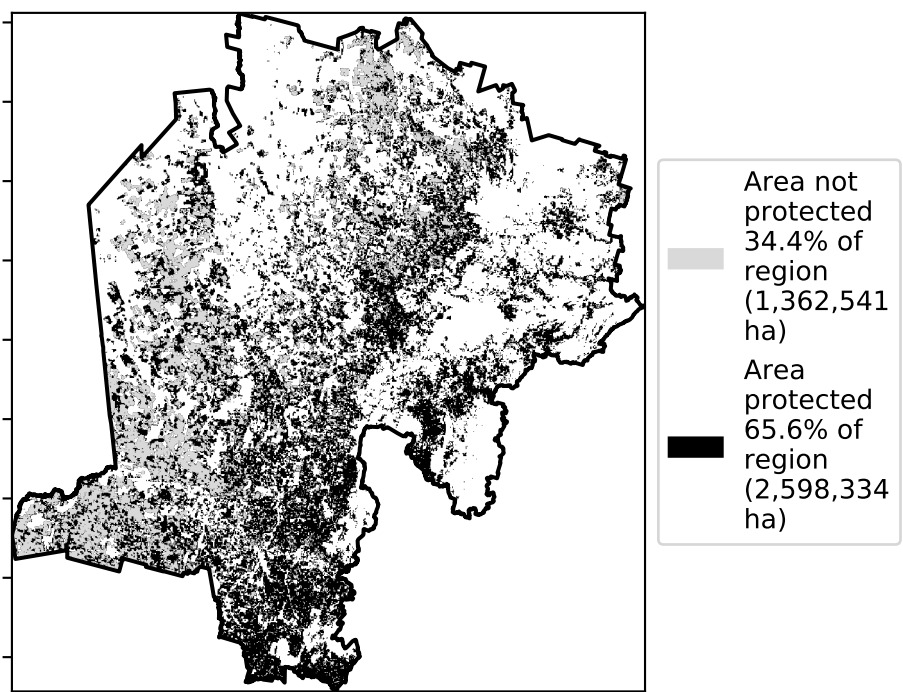 Area not
protected
34.4% of
region
(1,362,541
ha)
Area
protected
65.6% of
region
(2,598,334
ha)